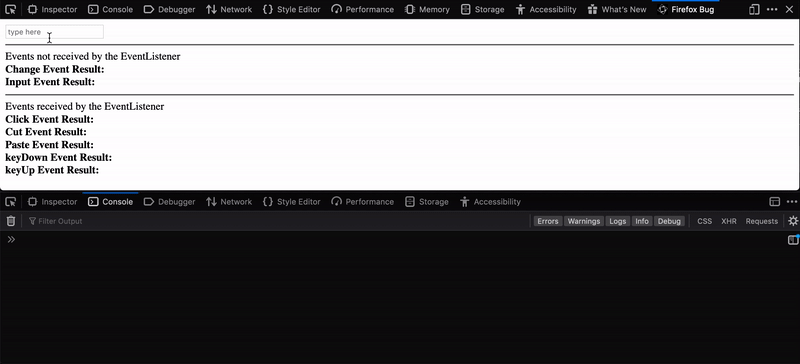 Inspector Console Debugger Network Style Editor Performance Memory Storage Accessibility What's New Firefox Bug
type here
Events not received by the EventListener
Change Event Result:
Input Event Result:
Events received by the EventListener
Click Event Result:
Cut Event Result:
Paste Event Result:
keyDown Event Result:
keyUp Event Result:
Inspector Console Debugger Network Style Editor Performance Storage Accessibility
Filter Output Errors Warnings Logs Info Debug CSS XHR Requests